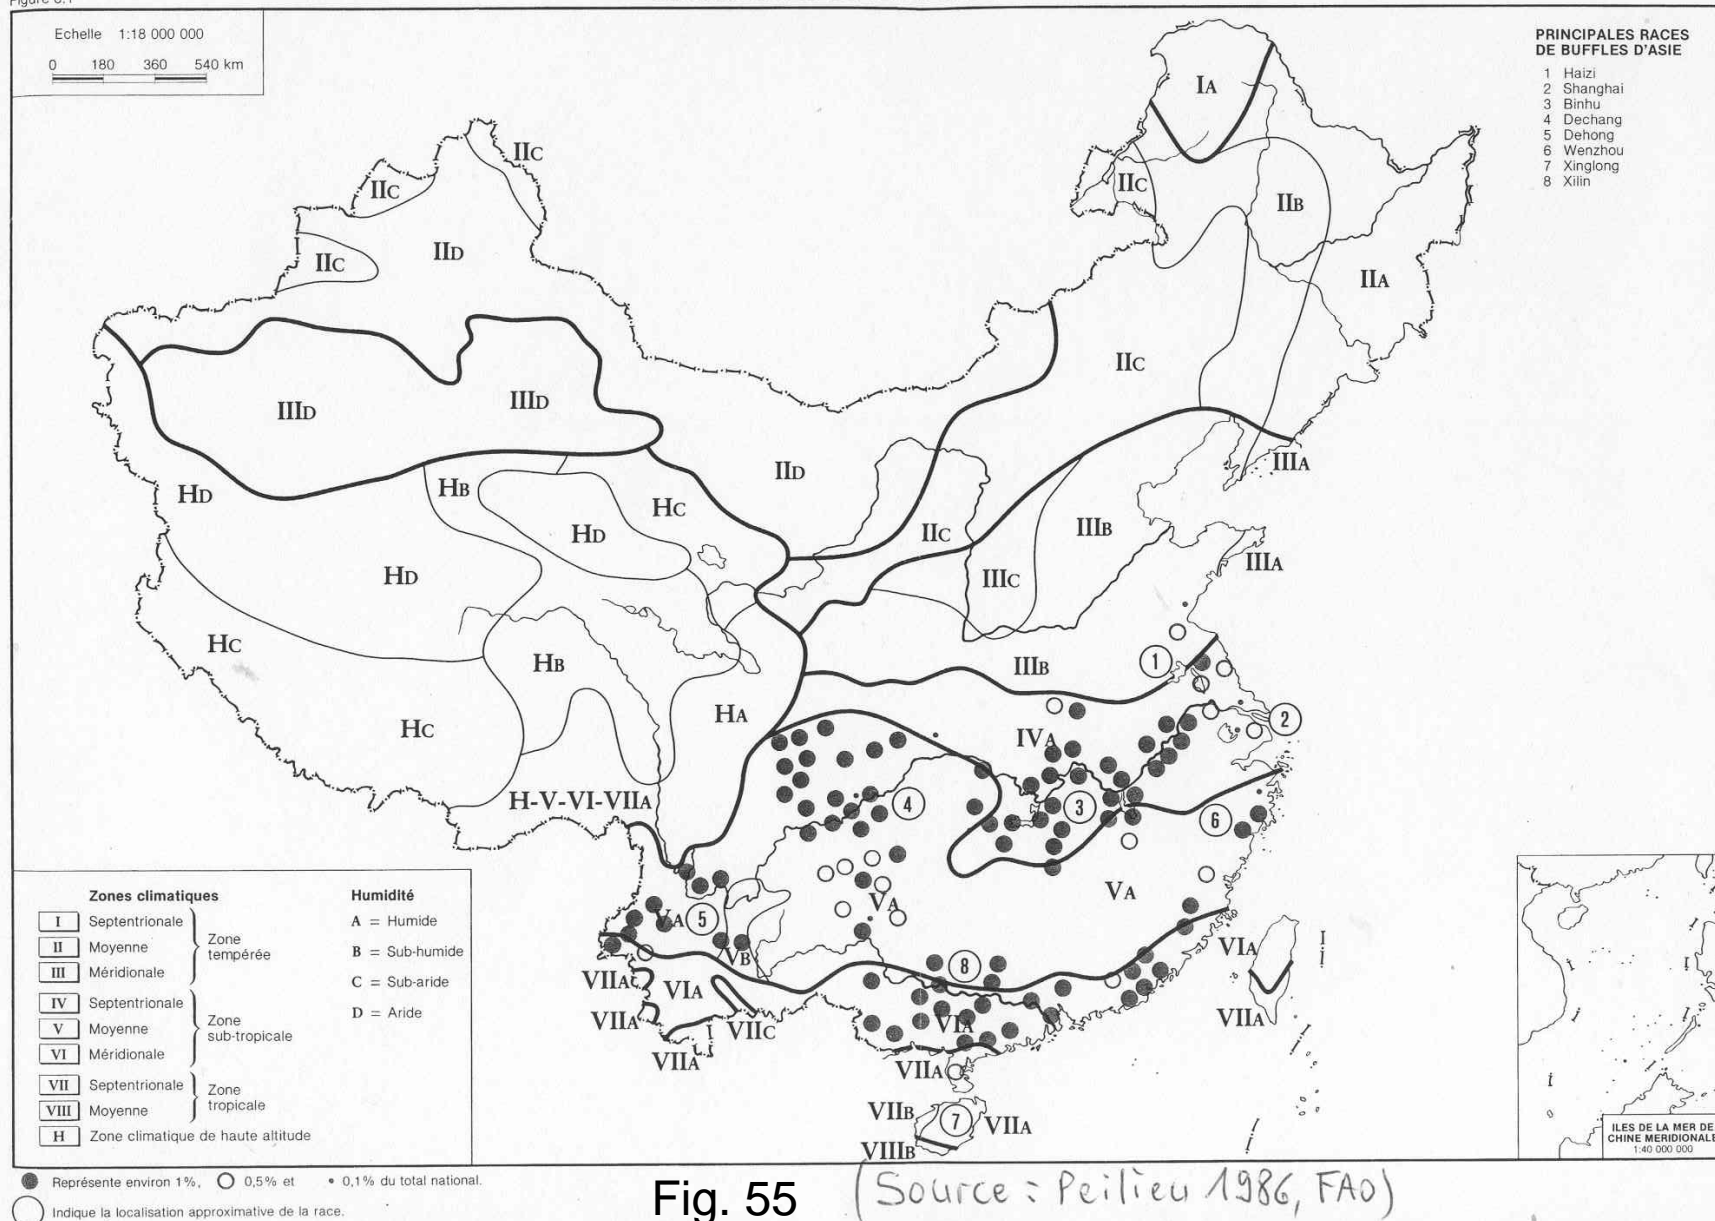 Echelle 1:18 000 000
0 180 360 540 km
PRINCIPALES RACES
DE BUFFLES D'ASIE
1 Haizi
2 Shanghai
3 Binhu
4 Dechang
5 Dehong
6 Wenzhou
7 Xinglong
8 Xilin
IA
IIC
IIC
IIC
IIB
IID
IIC
IIA
IIC
IIID
IIID
IID
IIIA
HD
HB
HC
HD
IIC
IIIB
HD
IIIC
IIIA
HC
HB
IIIB
1
HC
HA
IVA
2
H-V-VI-VIIA
4
3
6
VA
VA
VA
5
VB
8
VIA
VIIA
VIA
VIIA
VIIC
VIA
VIIA
VIIA
VIIA
VIIB
7
VIIA
VIIIB
Zones climatiques
Humidité
I Septentrionale
II Moyenne
III Méridionale
Zone
tempérée
IV Septentrionale
V Moyenne
VI Méridionale
Zone
sub-tropicale
VII Septentrionale
VIII Moyenne
Zone
tropicale
H Zone climatique de haute altitude
A = Humide
B = Sub-humide
C = Sub-aride
D = Aride
ILES DE LA MER DE
CHINE MERIDIONALE
1:40 000 000
Représente environ 1%, 0,5% et 0,1% du total national.
Indique la localisation approximative de la race.
Fig. 55
(Source : Peilieu 1986, FAO)